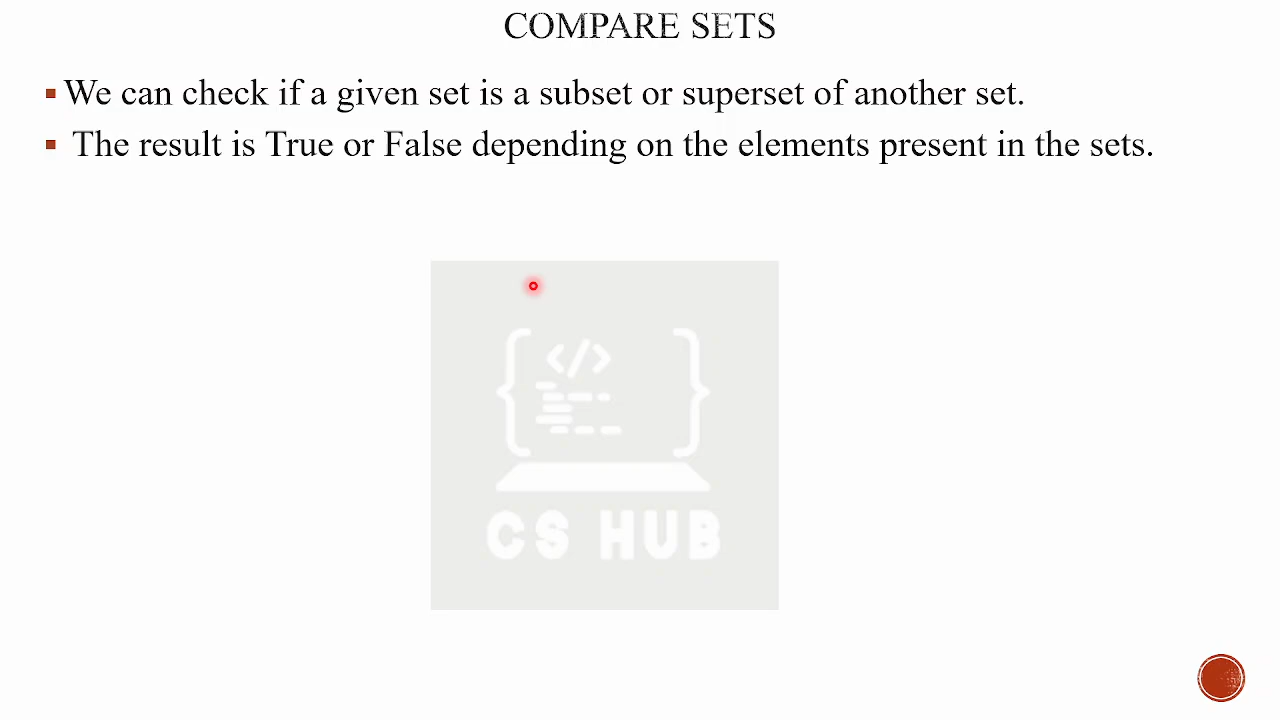 COMPARE SETS
We can check if a given set is a subset or superset of another set.
The result is True or False depending on the elements present in the sets.
</>
CS HUB